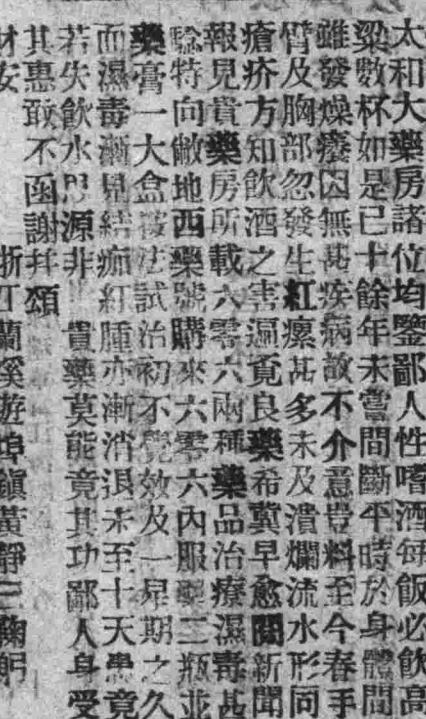 太和大藥房諸位均鑒鄙人性嗜酒每飯必飲高
粱數杯如是已十餘年未嘗間斷平時於身體間
雖發燥癢因無甚疾病故不介意豈料至今春手
臂及胸部忽發生紅瘰甚多未及潰爛流水形同
瘡疥方知飲酒之害遍覓良藥希冀早愈閱新聞
報見貴藥房所載六零六兩種藥品治療濕毒甚
驗特向敝地西藥號購來六零六內服藥二瓶並
藥膏一大盒按法試治初不覺效及一星期之久
而濕毒漸見結痂紅腫亦漸消退未至十天患竟
若失飲水思源非 貴藥莫能竟其功鄙人身受
其惠敢不函謝并頌
財安 浙江蘭溪遊埠鎮黃靜三鞠躬